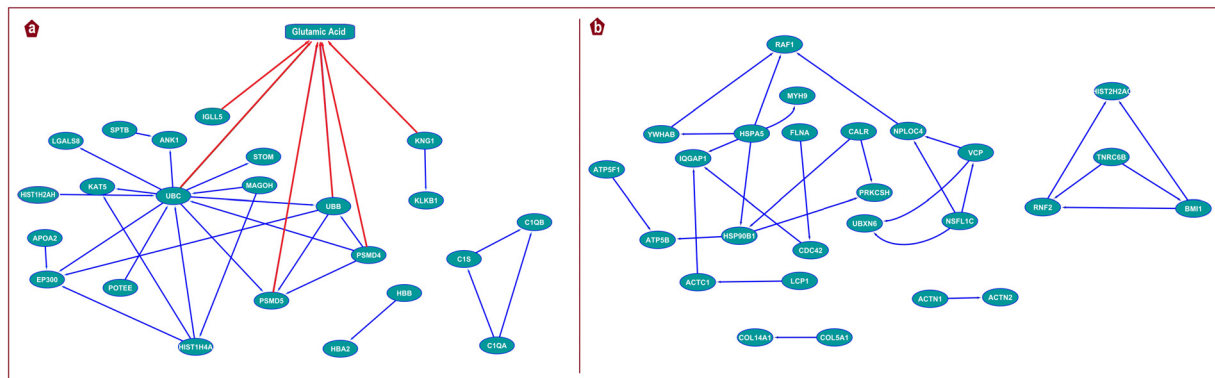 a
Glutamic Acid
IGLL5
SPTB
ANK1
LGALS8
KNG1
STOM
KAT5
MAGOH
HIST1H2AH
UBC
UBB
KLKB1
APOA2
C1QB
PSMD4
C1S
EP300
POTEE
PSMD5
HBB
HIST1H4A
HBA2
C1QA
b
RAF1
MYH9
HIST2H2AC
YWHAB
HSPA5
FLNA
CALR
NPLOC4
IQGAP1
VCP
TNRC6B
ATP5F1
PRKCSH
RNF2
BMI1
UBXN6
NSFL1C
ATP5B
HSP90B1
CDC42
ACTC1
LCP1
ACTN1
ACTN2
COL14A1
COL5A1